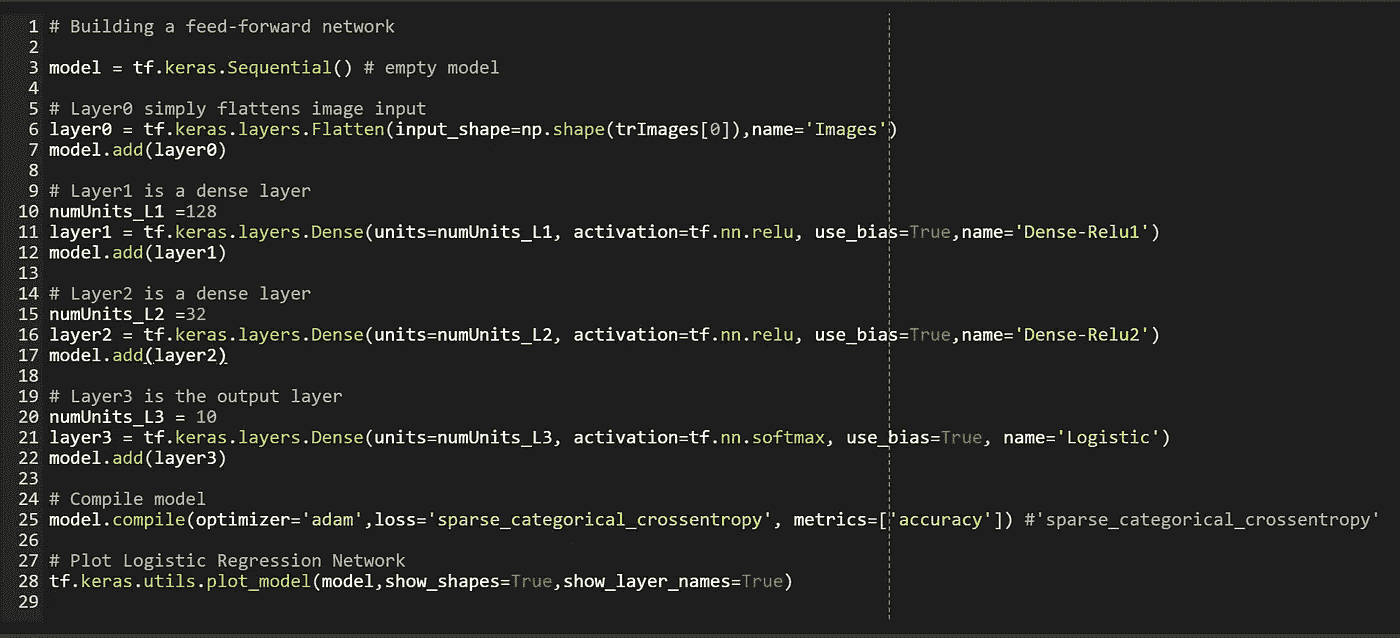 1 # Building a feed-forward network
2
3 model = tf.keras.Sequential() # empty model
4
5 # Layer0 simply flattens image input
6 layer0 = tf.keras.layers.Flatten(input_shape=np.shape(trImages[0]),name='Images')
7 model.add(layer0)
8
9 # Layer1 is a dense layer
10 numUnits_L1 =128
11 layer1 = tf.keras.layers.Dense(units=numUnits_L1, activation=tf.nn.relu, use_bias=True,name='Dense-Relu1')
12 model.add(layer1)
13
14 # Layer2 is a dense layer
15 numUnits_L2 =32
16 layer2 = tf.keras.layers.Dense(units=numUnits_L2, activation=tf.nn.relu, use_bias=True,name='Dense-Relu2')
17 model.add(layer2)
18
19 # Layer3 is the output layer
20 numUnits_L3 = 10
21 layer3 = tf.keras.layers.Dense(units=numUnits_L3, activation=tf.nn.softmax, use_bias=True, name='Logistic')
22 model.add(layer3)
23
24 # Compile model
25 model.compile(optimizer='adam',loss='sparse_categorical_crossentropy', metrics=['accuracy']) #'sparse_categorical_crossentropy'
26
27 # Plot Logistic Regression Network
28 tf.keras.utils.plot_model(model,show_shapes=True,show_layer_names=True)
29